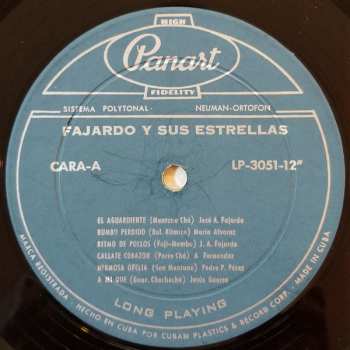 HIGH
Panart
FIDELITY
SISTEMA POLYTONAL · NEUMAN-ORTOFON
FAJARDO Y SUS ESTRELLAS
CARA-A
LP-3051-12"
EL AGUARDIENTE (Montuno Chá) José A. Fajardo
RUMBO PERDIDO (Bol. Rítmico) Mario Alvarez
RITMO DE POLLOS (Faji-Mambo) J. A. Fajardo
CALLATE CORAZON (Perro Chá) A. Fernandez
HERMOSA OFELIA (Son Montuno) Pedro P. Pérez
A MI QUE (Guar. Chachachá) Jesús Guerra
LONG PLAYING
MARCA REGISTRADA · HECHO EN CUBA POR CUBAN PLASTICS & RECORD CORP. · MADE IN CUBA